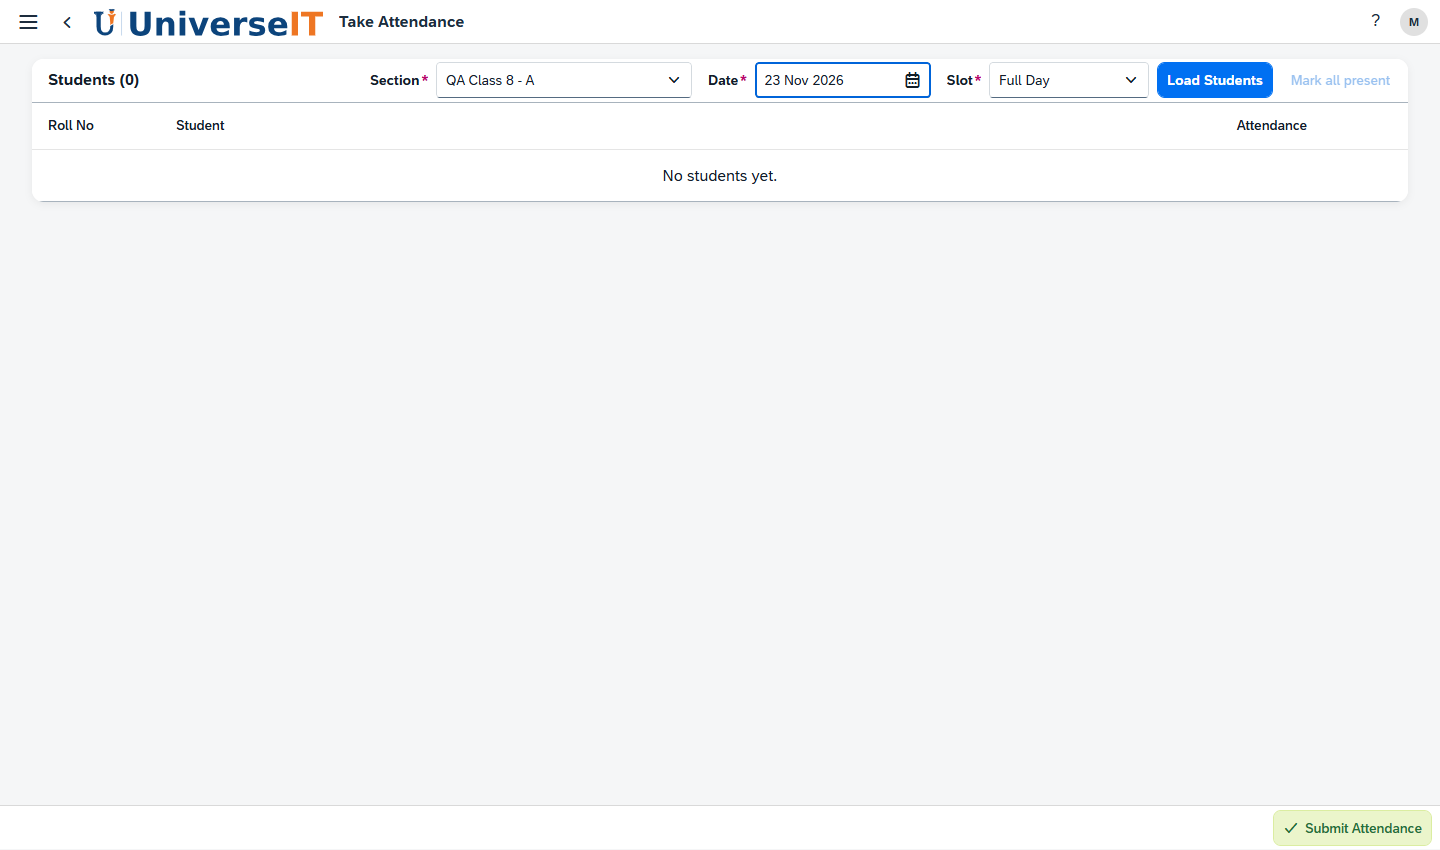 UniverseIT Take Attendance ? M
Students (0) Section* QA Class 8 - A Date* 23 Nov 2026 Slot* Full Day Load Students Mark all present
Roll No Student Attendance
No students yet.
Submit Attendance